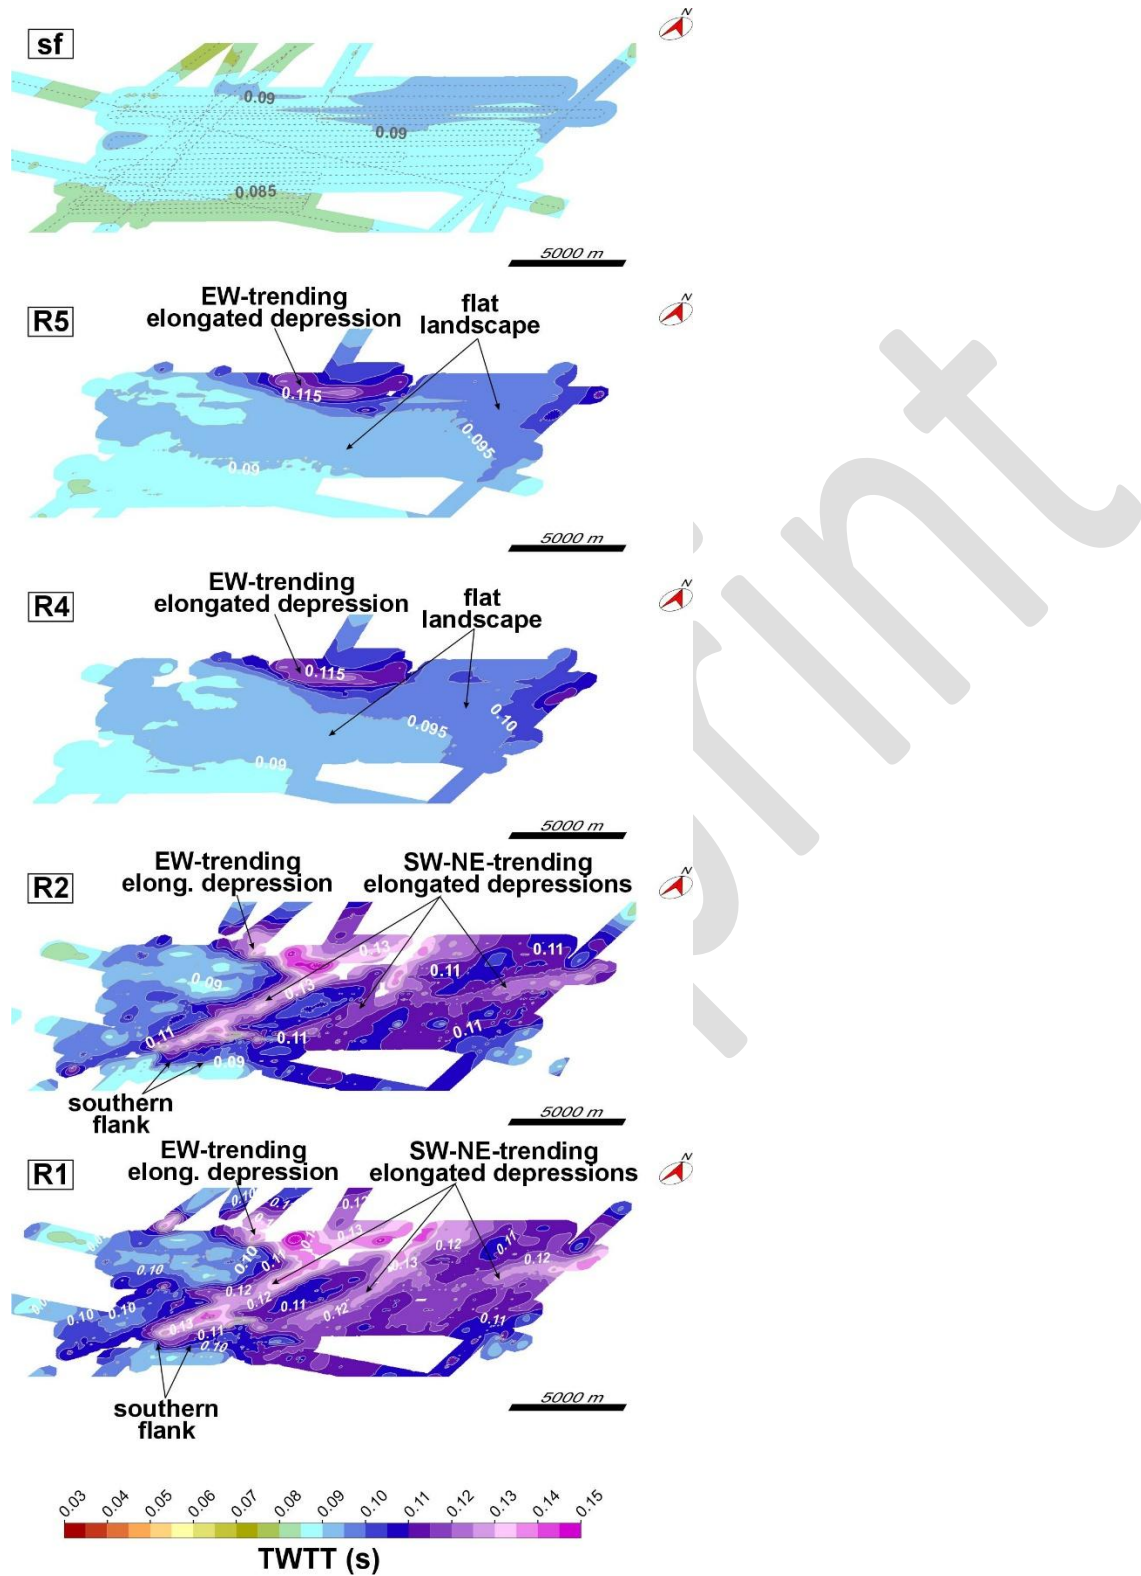 N
sf
0.09
0.09
0.085
5000 m
N
R5
EW-trending
elongated depression
flat
landscape
0.115
0.095
0.09
5000 m
N
R4
EW-trending
elongated depression
flat
landscape
0.115
0.10
0.095
0.09
5000 m
N
R2
EW-trending
elong. depression
SW-NE-trending
elongated depressions
0.13
0.11
0.11
0.09
0.13
0.11
0.11
0.11
0.09
southern
flank
5000 m
N
R1
EW-trending
elong. depression
SW-NE-trending
elongated depressions
0.10
0.12
0.13
0.11
0.12
0.12
0.10
0.10
0.11
0.13
0.12
0.12
0.11
0.12
0.10
0.10
0.13
0.11
0.10
0.11
southern
flank
5000 m
0.03 0.04 0.05 0.06 0.07 0.08 0.09 0.10 0.11 0.12 0.13 0.14 0.15
TWTT (s)
print